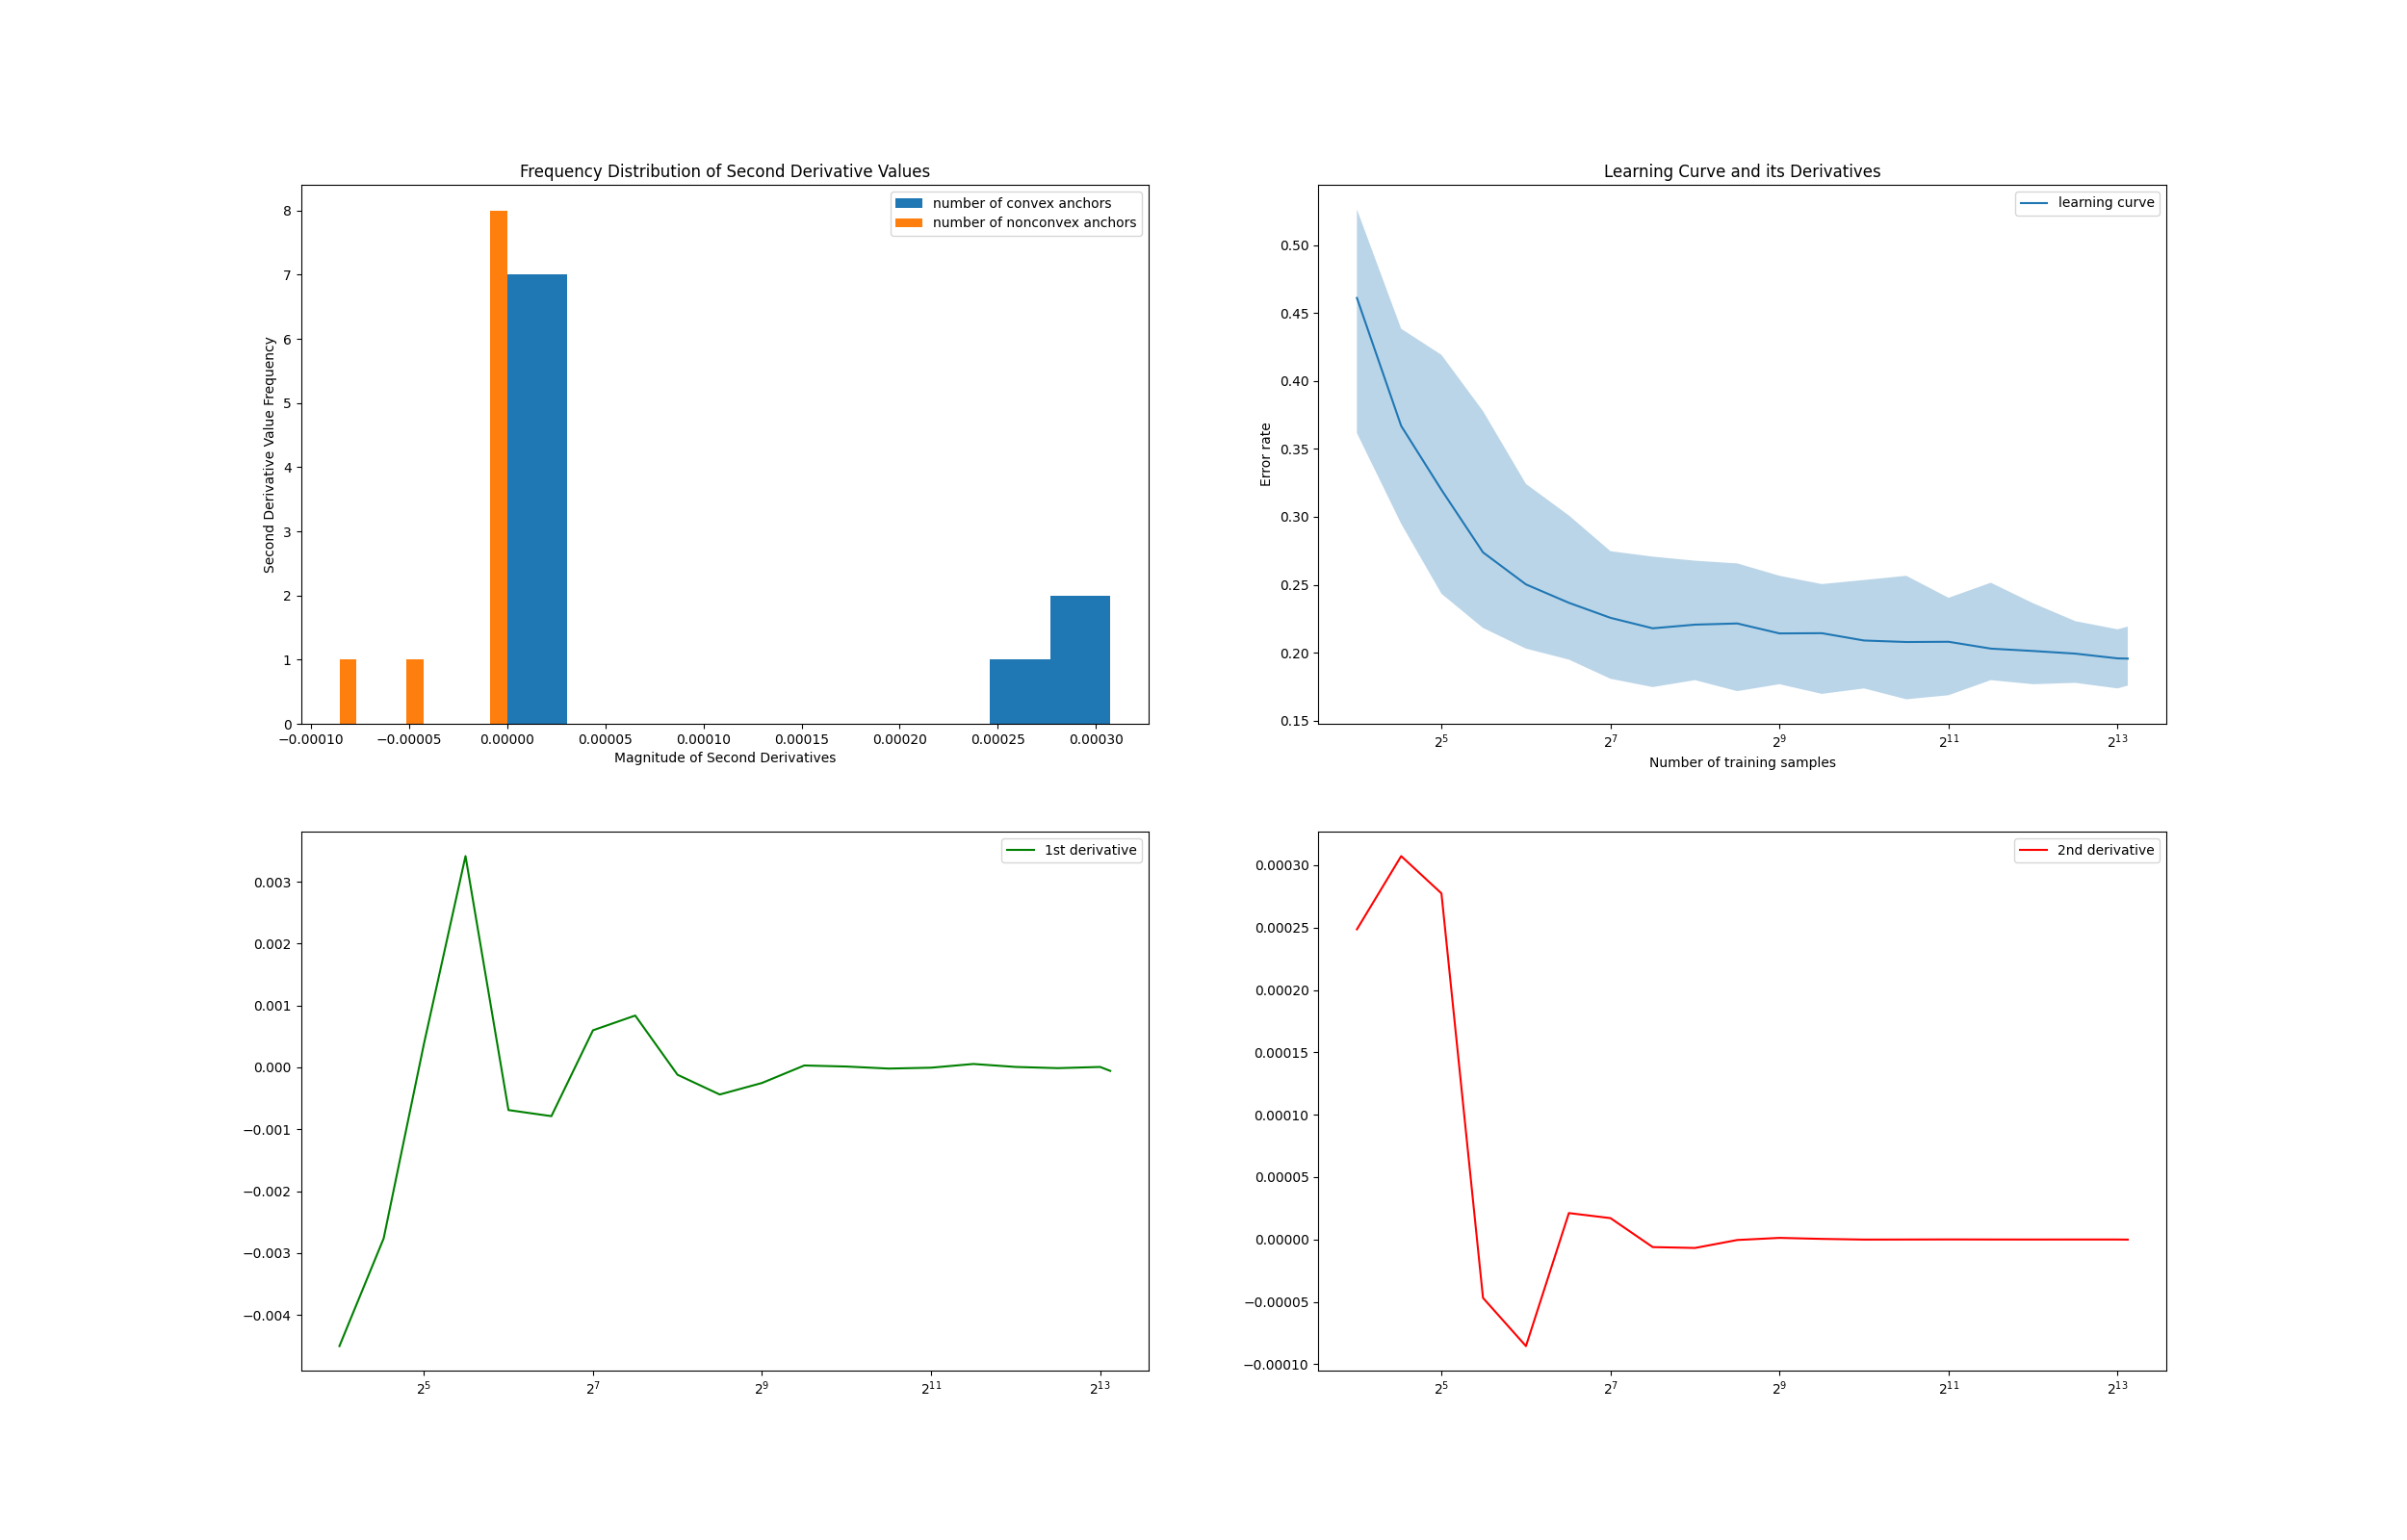 Frequency Distribution of Second Derivative Values
number of convex anchors
number of nonconvex anchors
8
7
6
5
4
3
2
1
0
Second Derivative Value Frequency
−0.00010 −0.00005 0.00000 0.00005 0.00010 0.00015 0.00020 0.00025 0.00030
Magnitude of Second Derivatives
Learning Curve and its Derivatives
learning curve
0.50
0.45
0.40
0.35
0.30
0.25
0.20
0.15
Error rate
2^5 2^7 2^9 2^11 2^13
Number of training samples
1st derivative
0.003
0.002
0.001
0.000
−0.001
−0.002
−0.003
−0.004
2^5 2^7 2^9 2^11 2^13
2nd derivative
0.00030
0.00025
0.00020
0.00015
0.00010
0.00005
0.00000
−0.00005
−0.00010
2^5 2^7 2^9 2^11 2^13